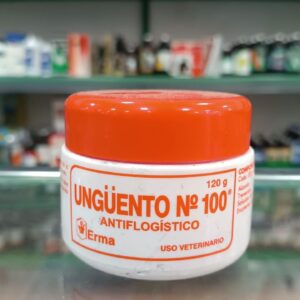 120 g
UNGÜENTO Nº 100®
ANTIFLOGÍSTICO
Erma
USO VETERINARIO